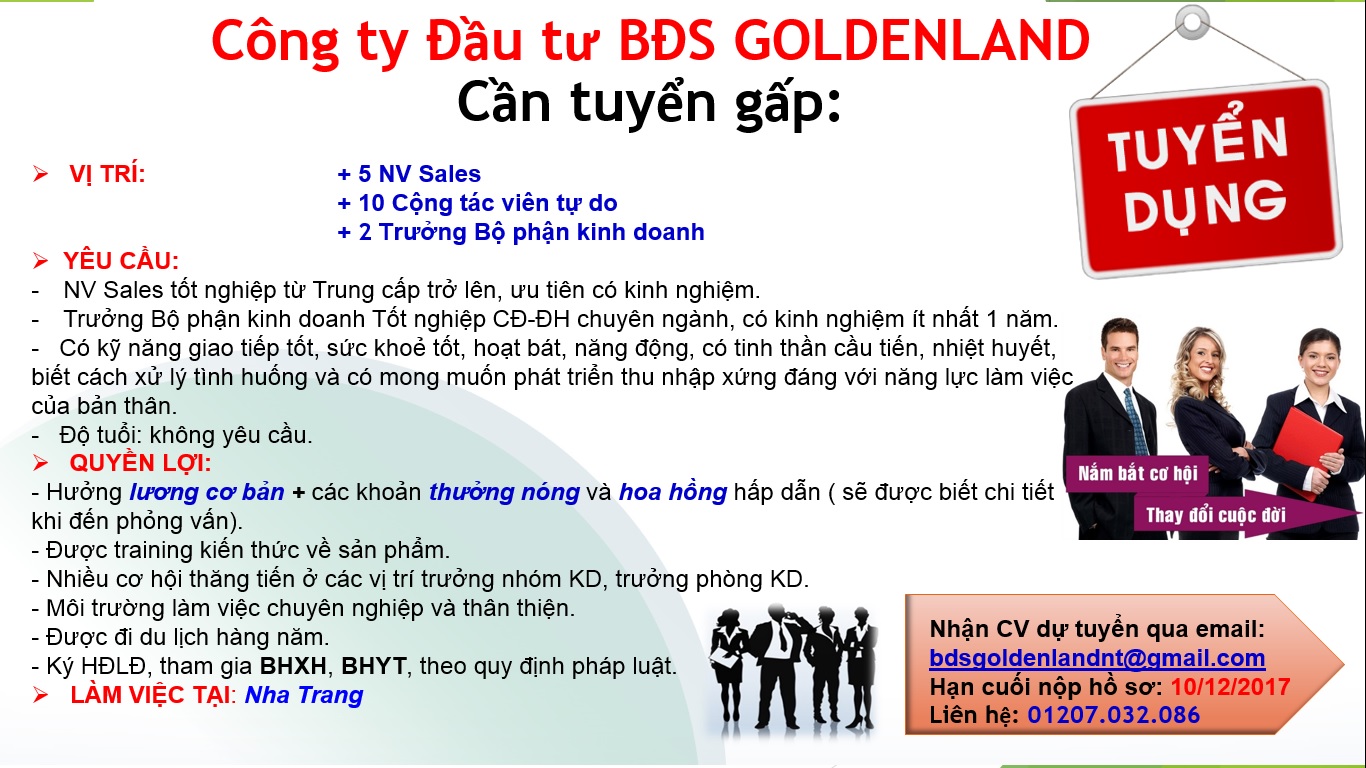 Công ty Đầu tư BĐS GOLDENLAND
Cần tuyển gấp:
TUYỂN
DỤNG
➢ VỊ TRÍ: + 5 NV Sales
+ 10 Cộng tác viên tự do
+ 2 Trưởng Bộ phận kinh doanh
➢ YÊU CẦU:
- NV Sales tốt nghiệp từ Trung cấp trở lên, ưu tiên có kinh nghiệm.
- Trưởng Bộ phận kinh doanh Tốt nghiệp CĐ-ĐH chuyên ngành, có kinh nghiệm ít nhất 1 năm.
- Có kỹ năng giao tiếp tốt, sức khoẻ tốt, hoạt bát, năng động, có tinh thần cầu tiến, nhiệt huyết,
biết cách xử lý tình huống và có mong muốn phát triển thu nhập xứng đáng với năng lực làm việc
của bản thân.
- Độ tuổi: không yêu cầu.
➢ QUYỀN LỢI:
- Hưởng lương cơ bản + các khoản thưởng nóng và hoa hồng hấp dẫn ( sẽ được biết chi tiết
khi đến phỏng vấn).
- Được training kiến thức về sản phẩm.
- Nhiều cơ hội thăng tiến ở các vị trí trưởng nhóm KD, trưởng phòng KD.
- Môi trường làm việc chuyên nghiệp và thân thiện.
- Được đi du lịch hàng năm.
- Ký HĐLĐ, tham gia BHXH, BHYT, theo quy định pháp luật.
➢ LÀM VIỆC TẠI: Nha Trang
Nắm bắt cơ hội
Thay đổi cuộc đời
Nhận CV dự tuyển qua email:
bdsgoldenlandnt@gmail.com
Hạn cuối nộp hồ sơ: 10/12/2017
Liên hệ: 01207.032.086